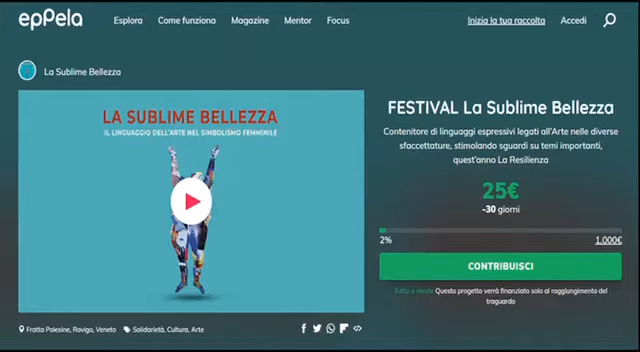 eppela
Esplora
Come funziona
Magazine
Mentor
Focus
Inizia la tua raccolta
Accedi
La Sublime Bellezza
LA SUBLIME BELLEZZA
IL LINGUAGGIO DELL'ARTE NEL SIMBOLISMO FEMMINILE
FESTIVAL La Sublime Bellezza
Contenitore di linguaggi espressivi legati all'Arte nelle diverse
sfaccettature, stimolando sguardi su temi importanti,
quest'anno La Resilienza
25€
-30 giorni
2%
1.000€
CONTRIBUISCI
Tutto o niente Questo progetto verrà finanziato solo al raggiungimento del
traguardo
Fratta Polesine, Rovigo, Veneto
Solidarietà, Cultura, Arte